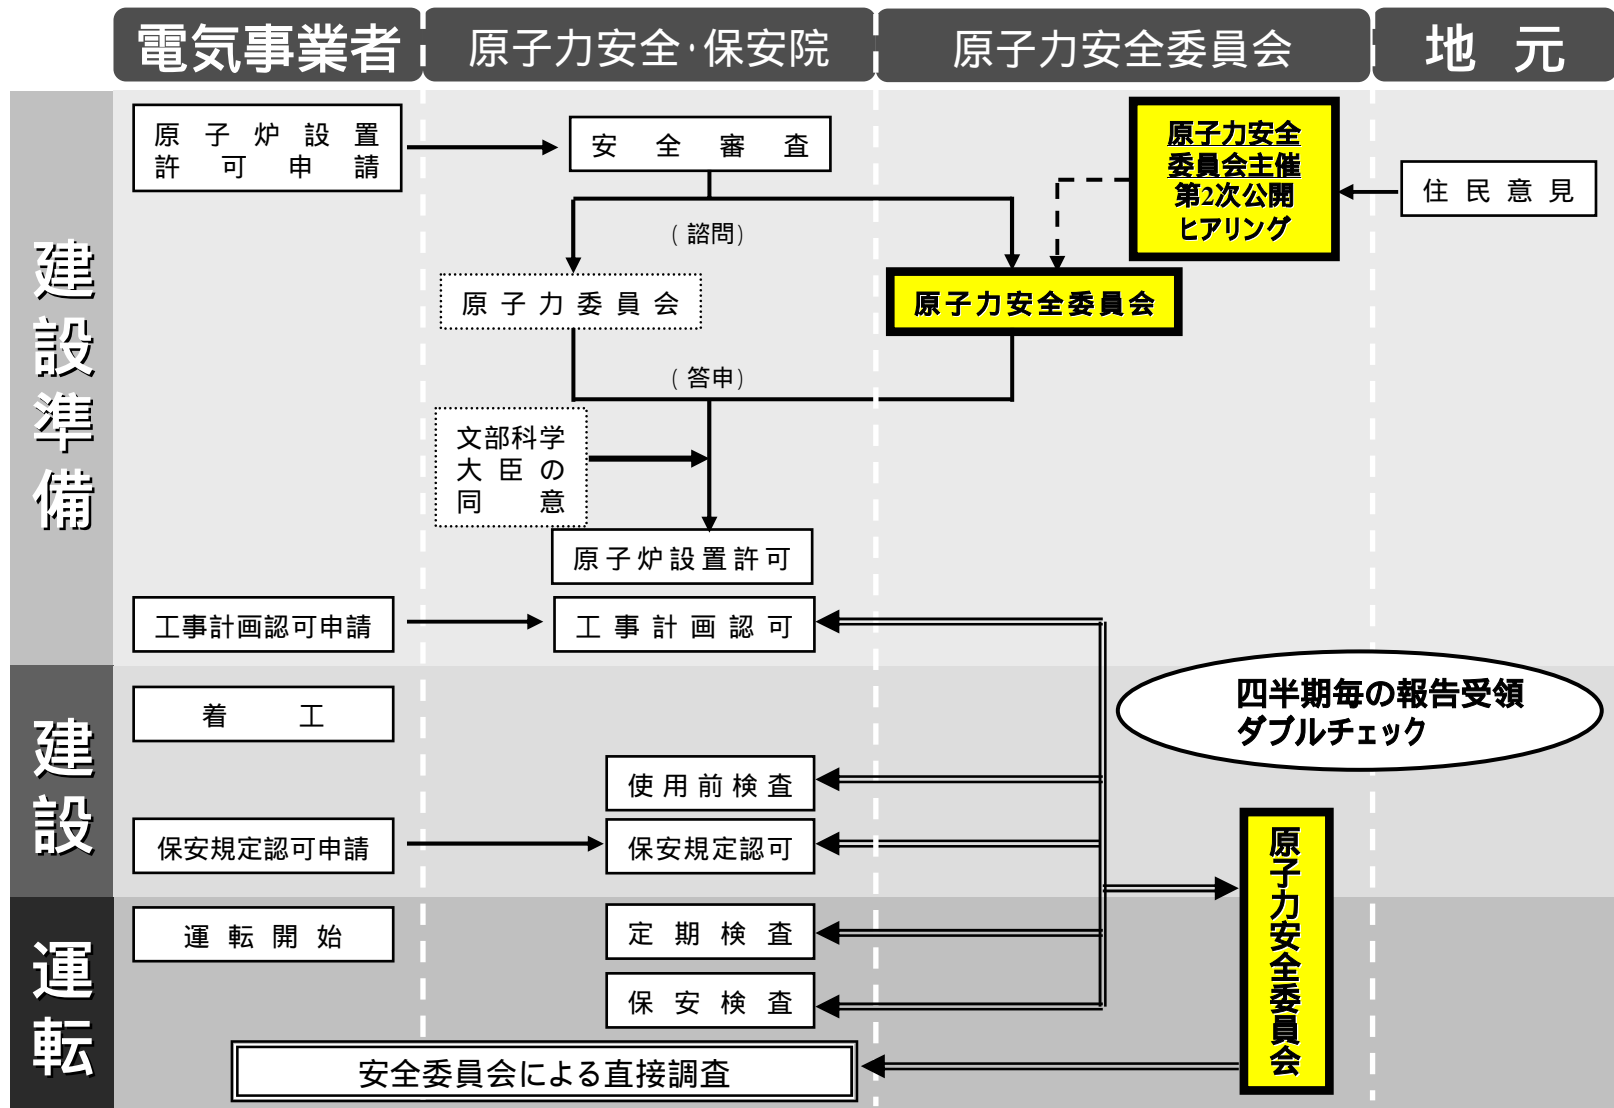 電気事業者
原子力安全・保安院
原子力安全委員会
地 元
建設準備
原子炉設置
許可申請
安全審査
原子力安全
委員会主催
第2次公開
ヒアリング
住民意見
(諮問)
原子力委員会
原子力安全委員会
(答申)
文部科学
大臣の
同意
原子炉設置許可
工事計画認可申請
工事計画認可
建設
着工
四半期毎の報告受領
ダブルチェック
使用前検査
保安規定認可申請
保安規定認可
原子力安全委員会
運転
運転開始
定期検査
保安検査
安全委員会による直接調査